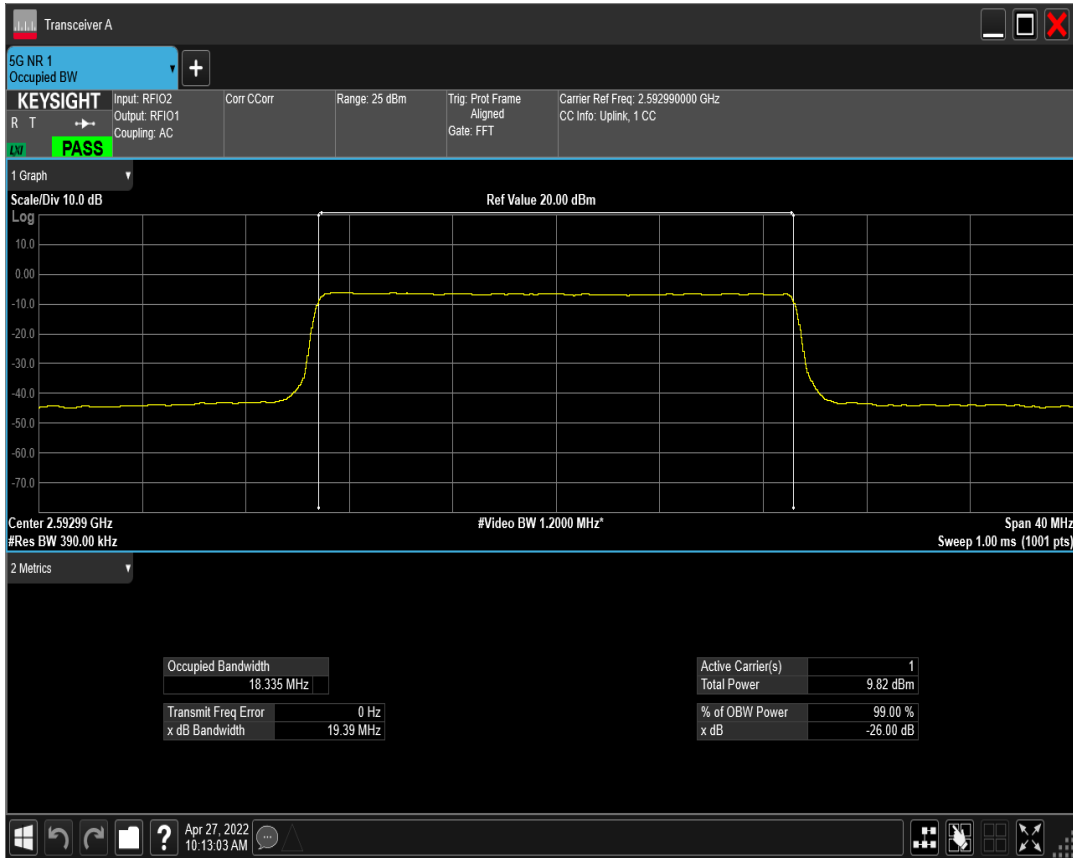 Transceiver A
5G NR 1
Occupied BW
KEYSIGHT
R T
LXI
PASS
Input: RFIO2
Output: RFIO1
Coupling: AC
Corr CCorr
Range: 25 dBm
Trig: Prot Frame
Aligned
Gate: FFT
Carrier Ref Freq: 2.592990000 GHz
CC Info: Uplink, 1 CC
1 Graph
Scale/Div 10.0 dB
Ref Value 20.00 dBm
Log
10.0
0.00
-10.0
-20.0
-30.0
-40.0
-50.0
-60.0
-70.0
Center 2.59299 GHz
#Video BW 1.2000 MHz*
Span 40 MHz
#Res BW 390.00 kHz
Sweep 1.00 ms (1001 pts)
2 Metrics
Occupied Bandwidth
18.335 MHz
Transmit Freq Error 0 Hz
x dB Bandwidth 19.39 MHz
Active Carrier(s) 1
Total Power 9.82 dBm
% of OBW Power 99.00 %
x dB -26.00 dB
?
Apr 27, 2022
10:13:03 AM